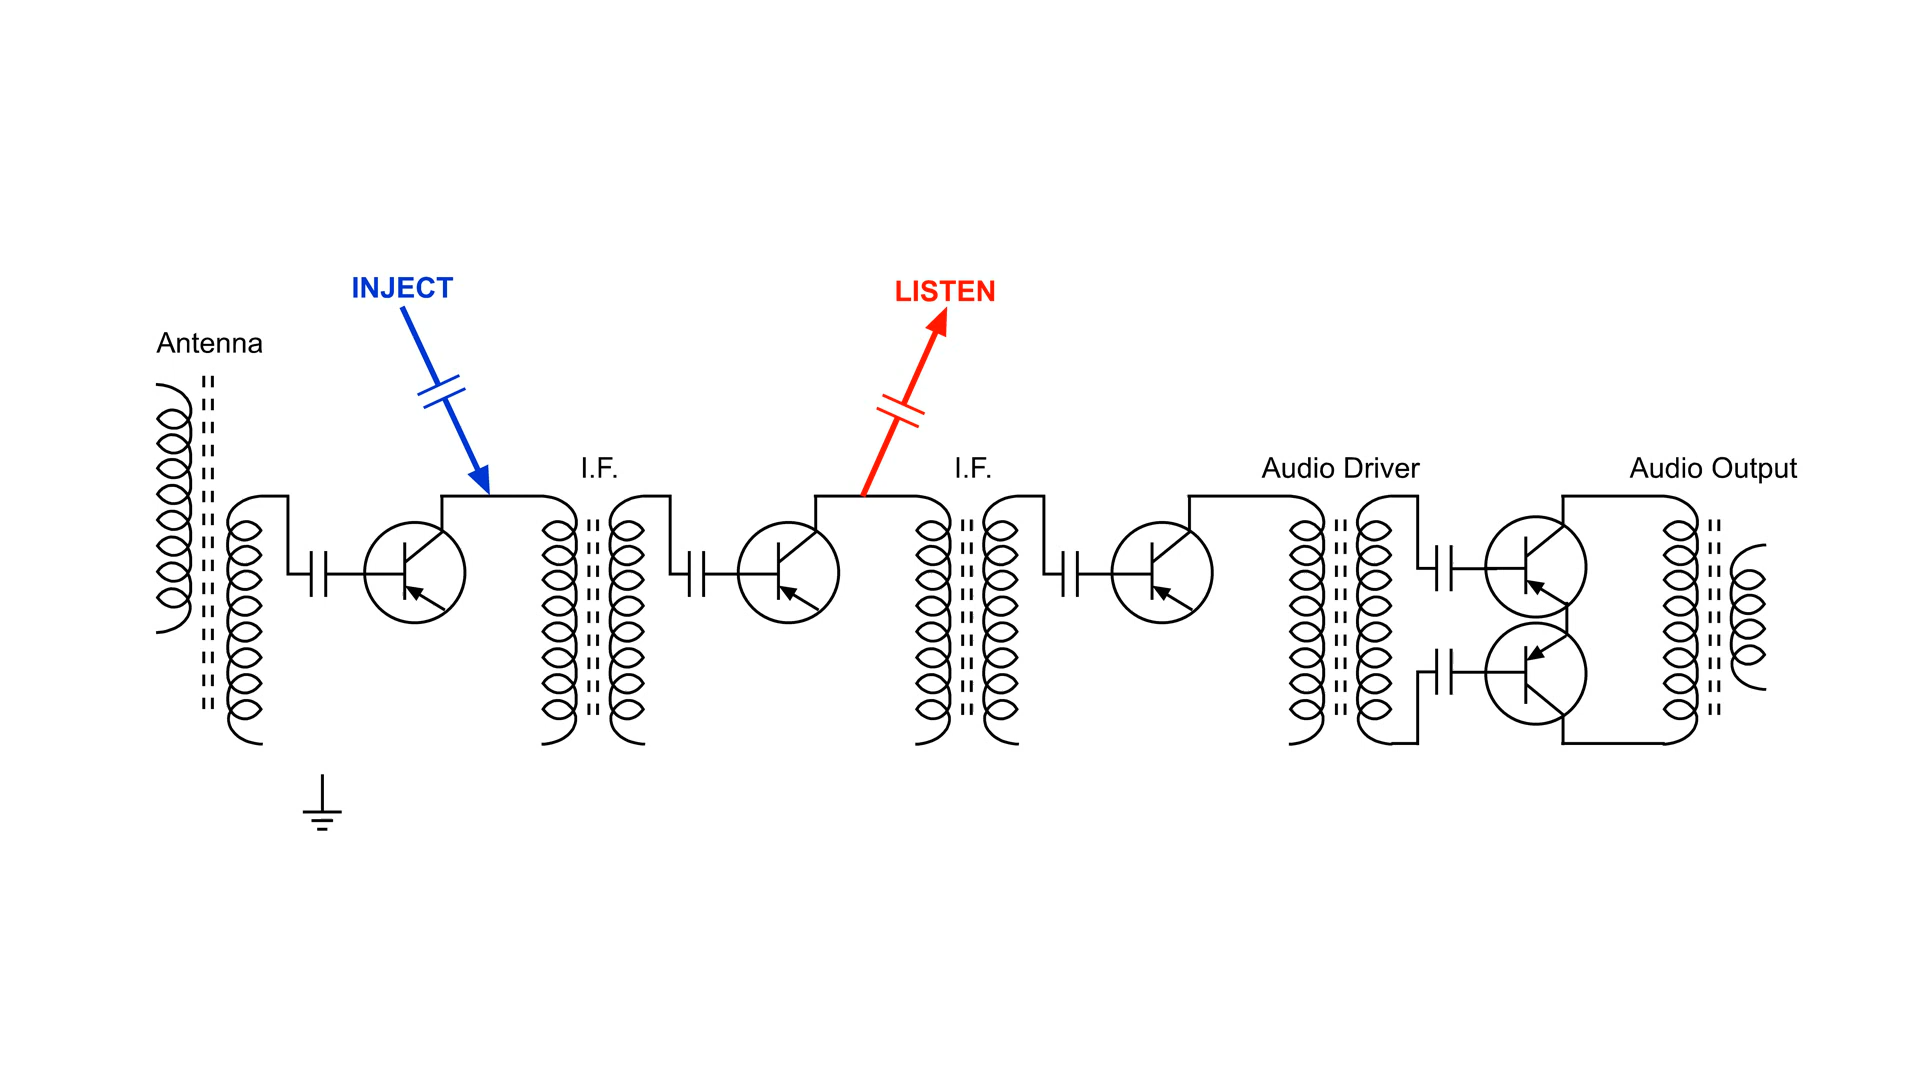 INJECT
LISTEN
Antenna
I.F.
I.F.
Audio Driver
Audio Output